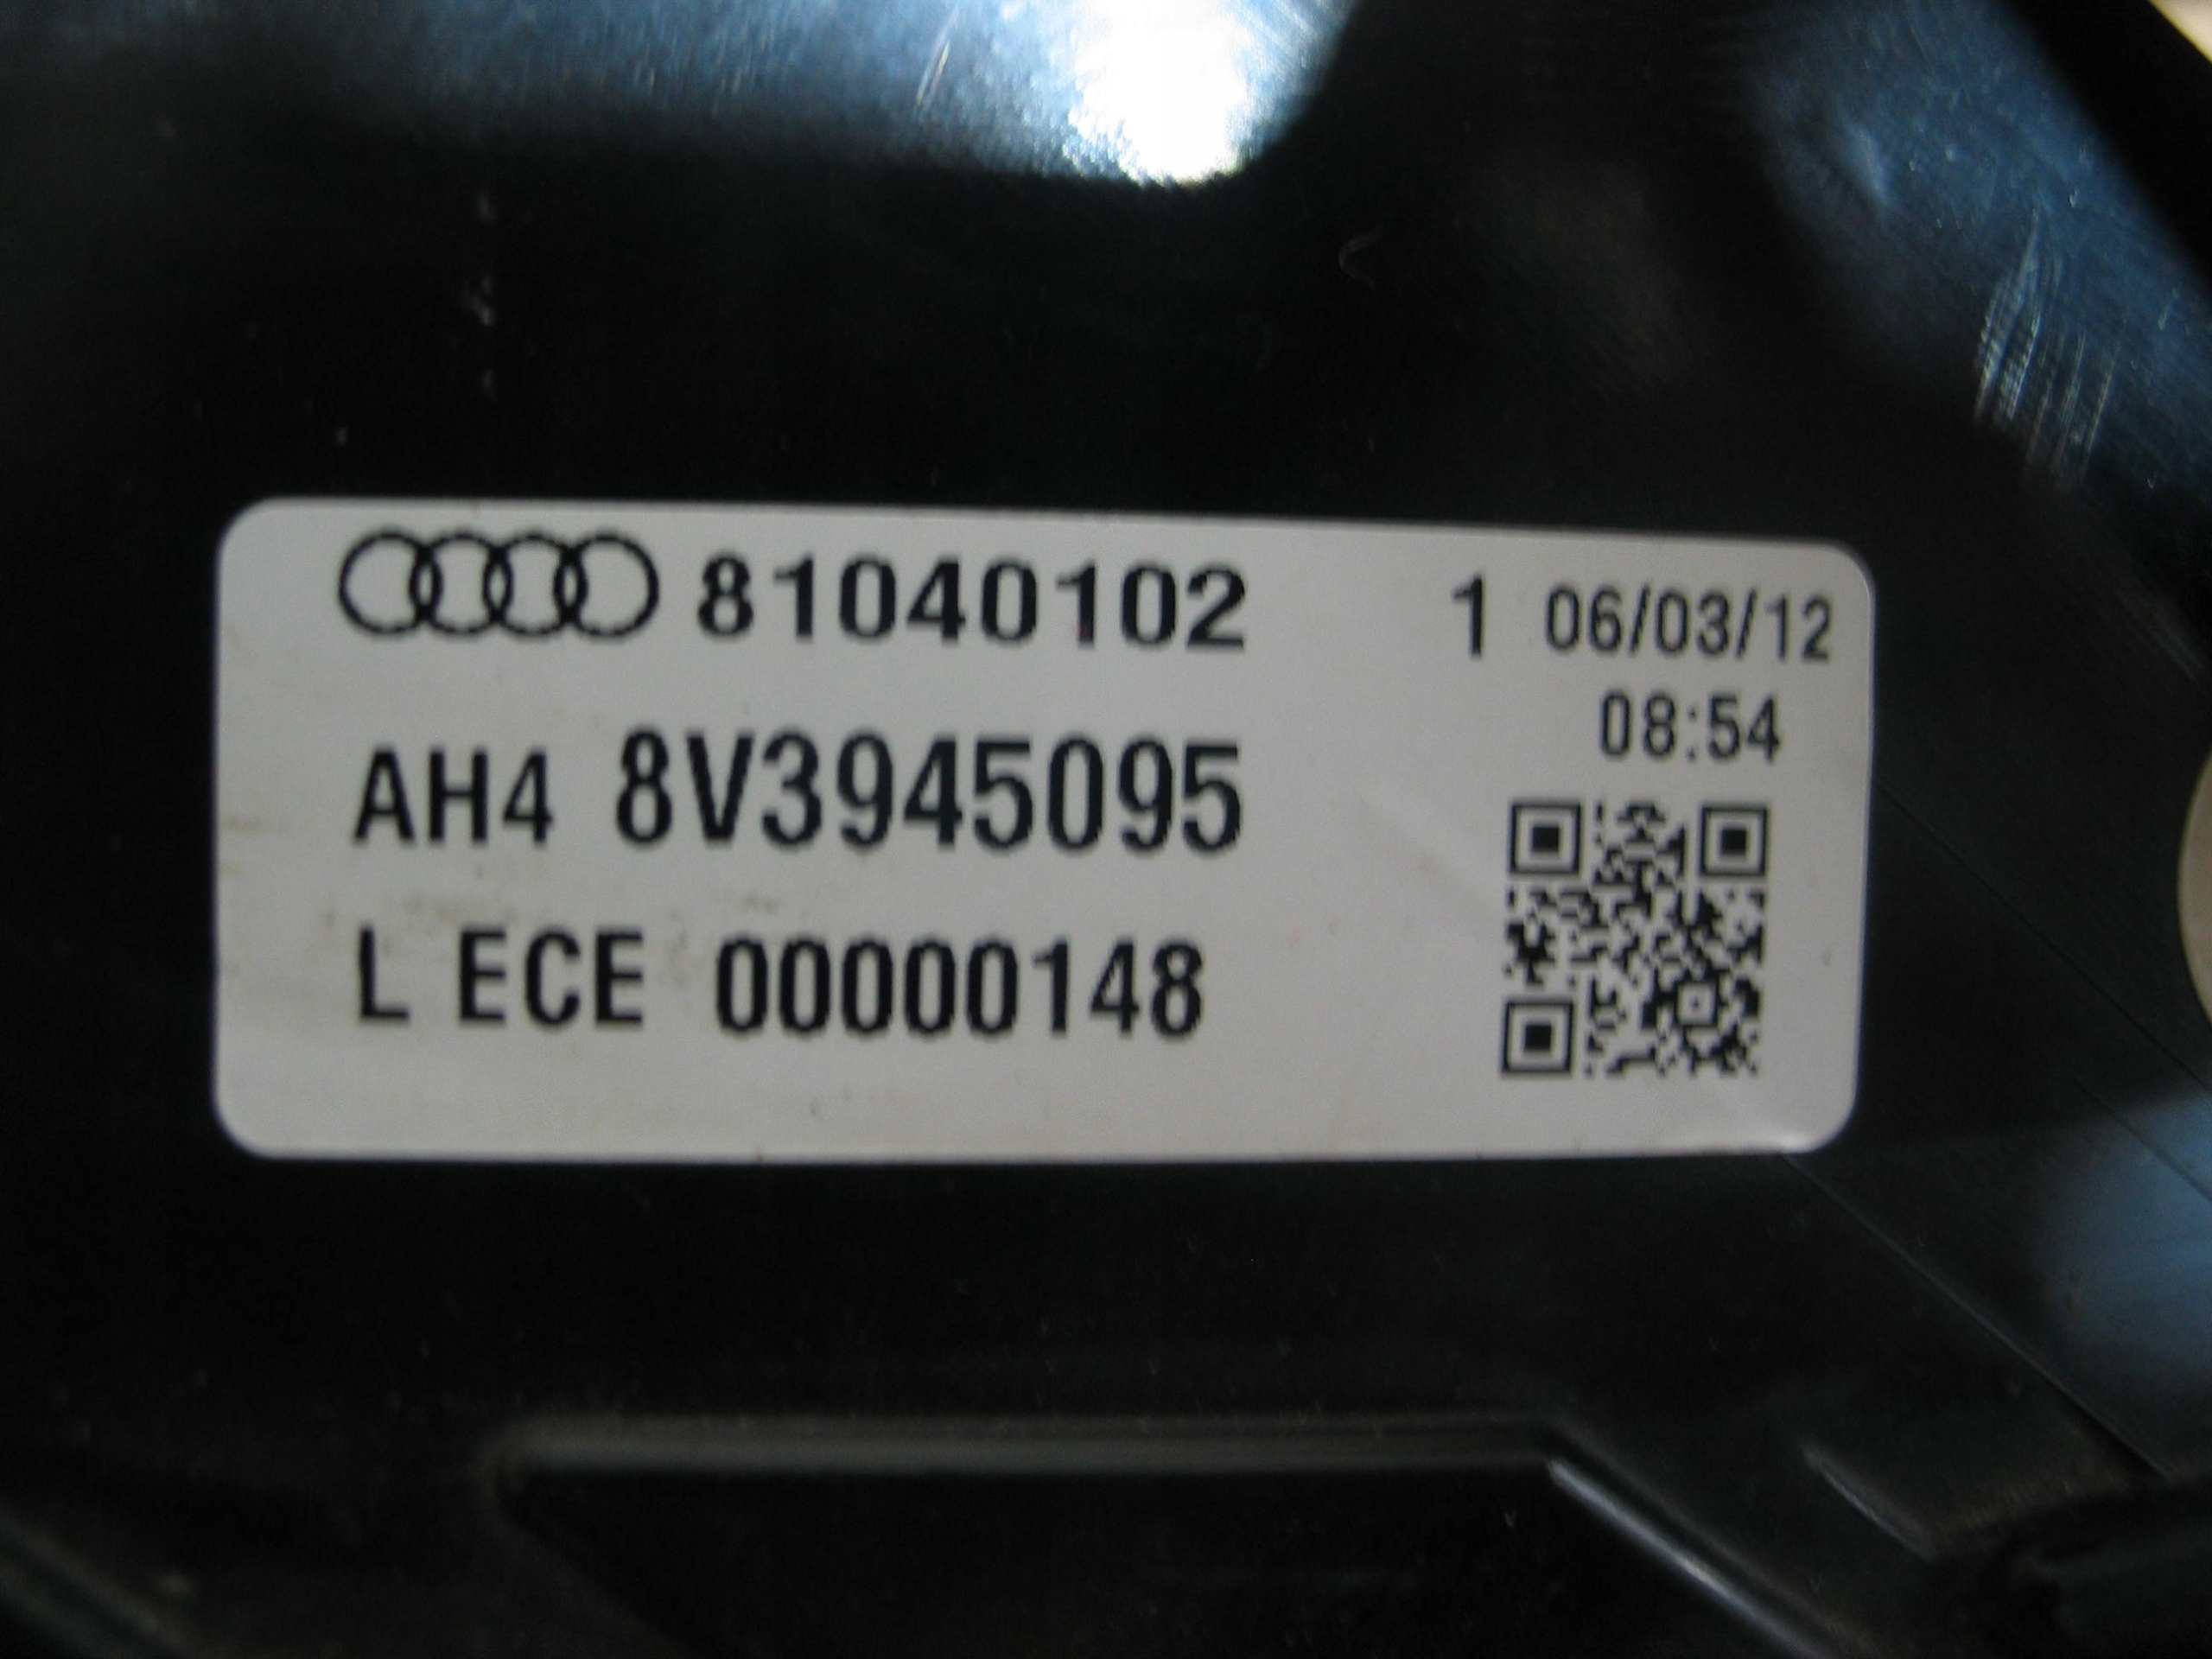 81040102 1 06/03/12
08:54
AH4 8V3945095
L ECE 00000148